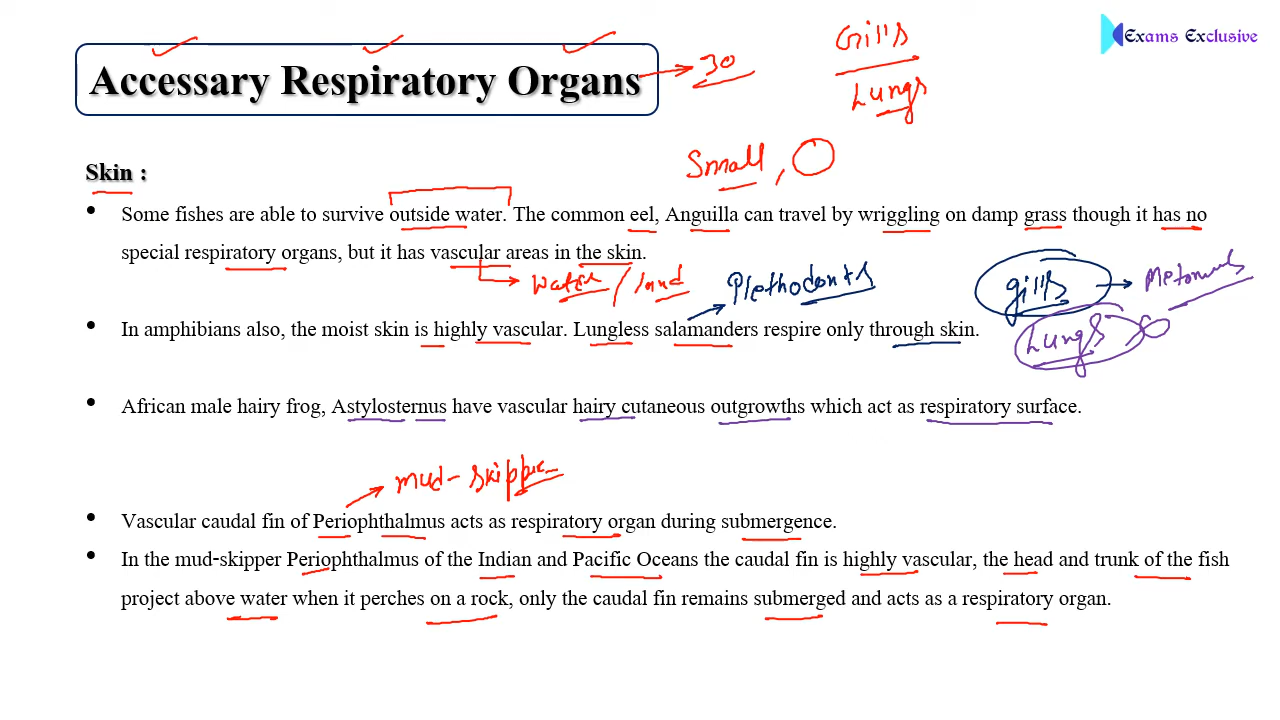 Exams Exclusive
Gills
Accessary Respiratory Organs → 30
Lungs
Small,
Skin :
• Some fishes are able to survive outside water. The common eel, Anguilla can travel by wriggling on damp grass though it has no
special respiratory organs, but it has vascular areas in the skin.
Water / land
Plethodonts
gills →
• In amphibians also, the moist skin is highly vascular. Lungless salamanders respire only through skin.
Lungs
• African male hairy frog, Astylosternus have vascular hairy cutaneous outgrowths which act as respiratory surface.
mud-skipper
• Vascular caudal fin of Periophthalmus acts as respiratory organ during submergence.
• In the mud-skipper Periophthalmus of the Indian and Pacific Oceans the caudal fin is highly vascular, the head and trunk of the fish
project above water when it perches on a rock, only the caudal fin remains submerged and acts as a respiratory organ.